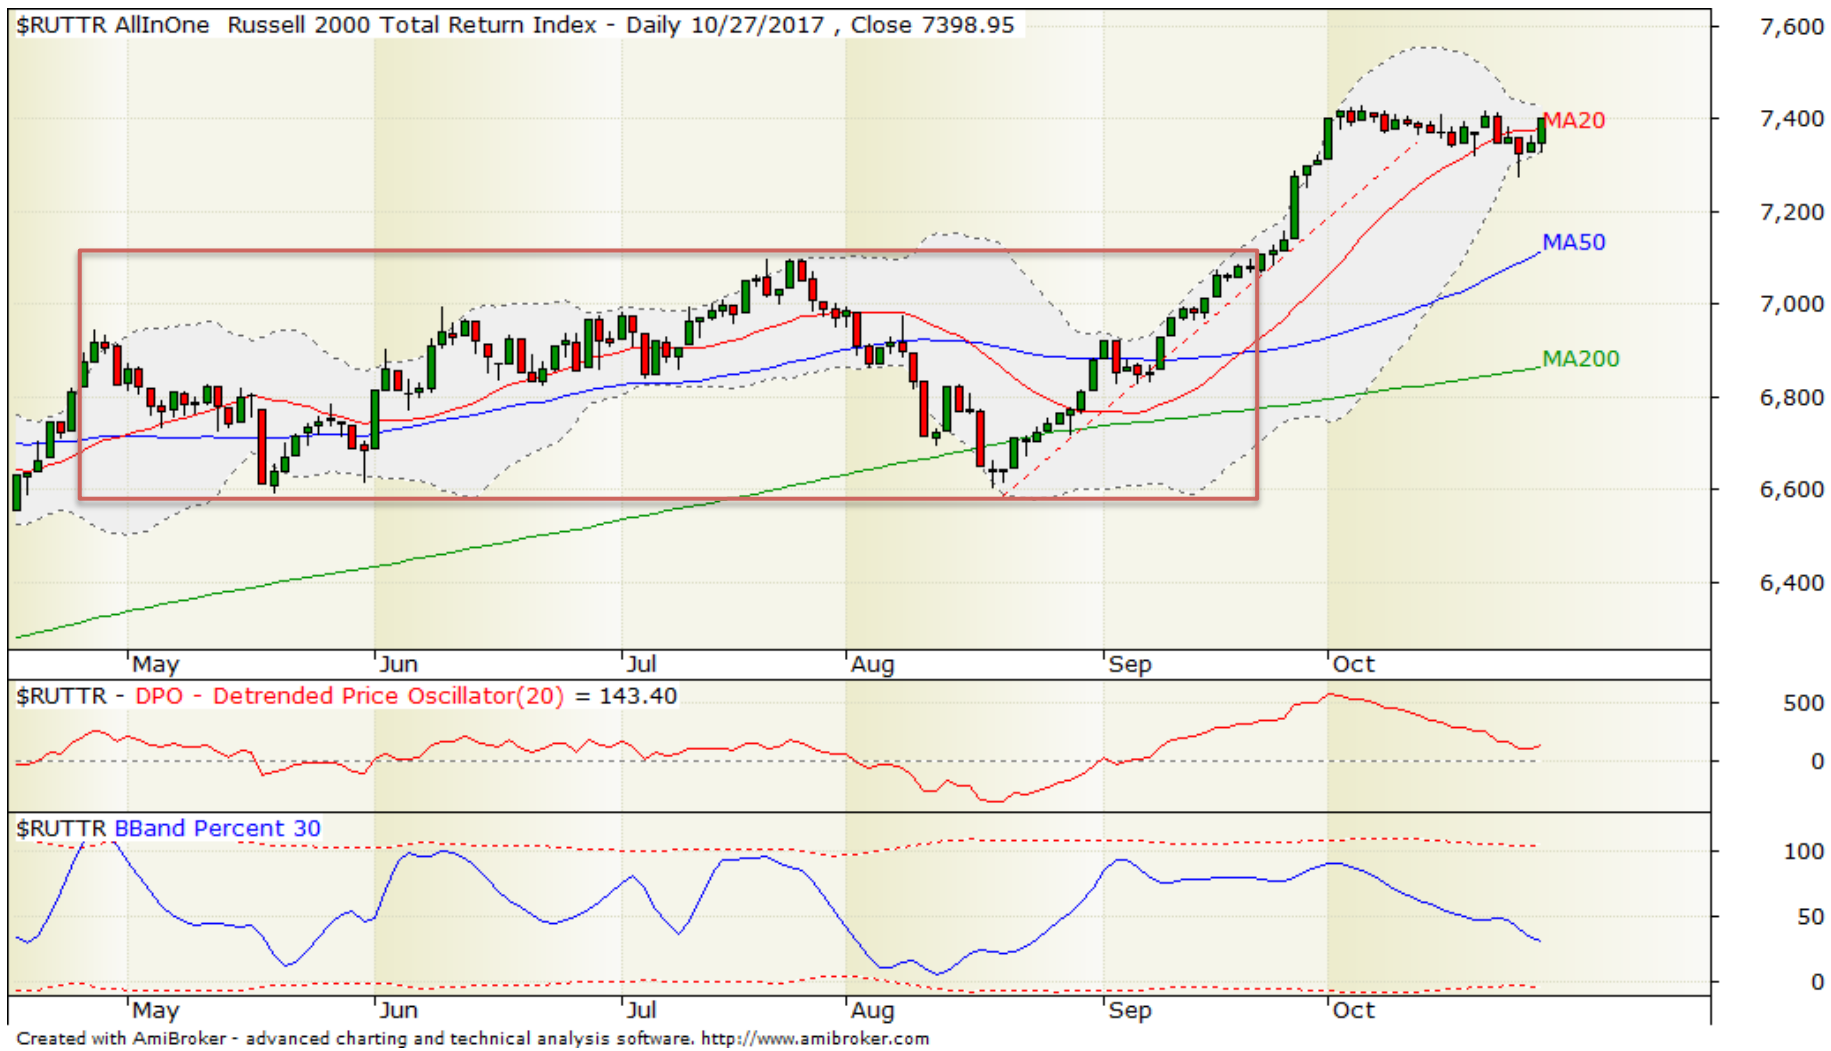 $RUTTR AllInOne  Russell 2000 Total Return Index - Daily 10/27/2017 , Close 7398.95
7,600
7,400
MA20
7,200
MA50
7,000
MA200
6,800
6,600
6,400
May Jun Jul Aug Sep Oct
$RUTTR - DPO - Detrended Price Oscillator(20) = 143.40
500
0
$RUTTR BBand Percent 30
100
50
0
May Jun Jul Aug Sep Oct
Created with AmiBroker - advanced charting and technical analysis software. http://www.amibroker.com